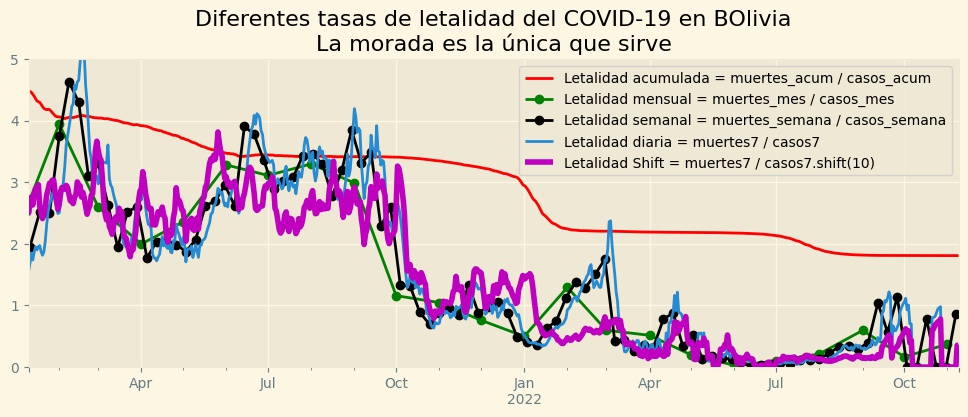 Diferentes tasas de letalidad del COVID-19 en BOlivia
La morada es la única que sirve
Letalidad acumulada = muertes_acum / casos_acum
Letalidad mensual = muertes_mes / casos_mes
Letalidad semanal = muertes_semana / casos_semana
Letalidad diaria = muertes7 / casos7
Letalidad Shift = muertes7 / casos7.shift(10)
5
4
3
2
1
0
Apr Jul Oct Jan Apr Jul Oct
2022